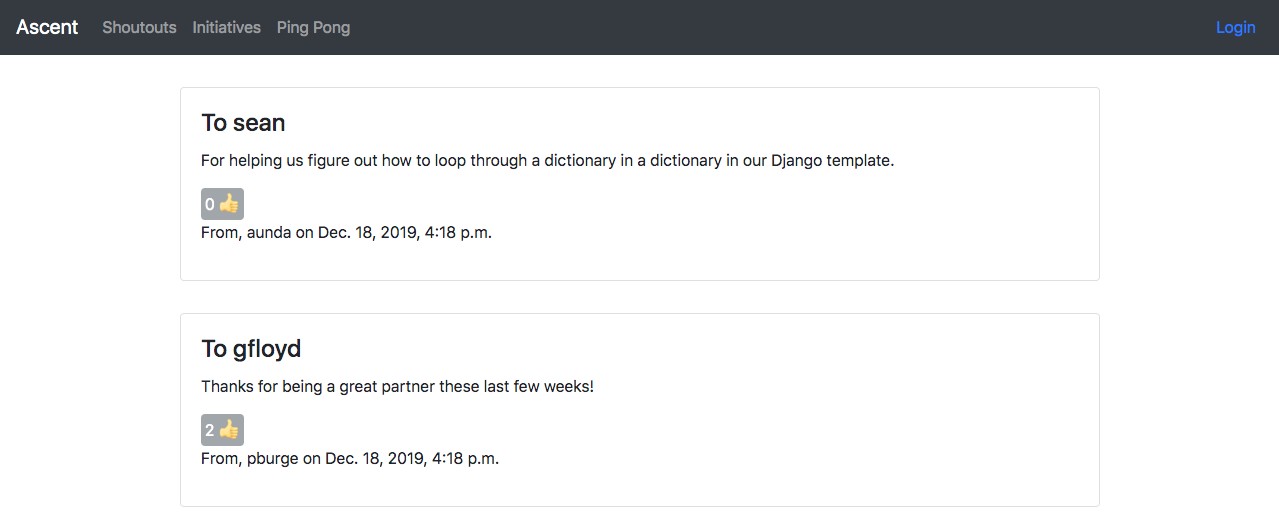 Ascent Shoutouts Initiatives Ping Pong Login
To sean
For helping us figure out how to loop through a dictionary in a dictionary in our Django template.
0 👍
From, aunda on Dec. 18, 2019, 4:18 p.m.
To gfloyd
Thanks for being a great partner these last few weeks!
2 👍
From, pburge on Dec. 18, 2019, 4:18 p.m.